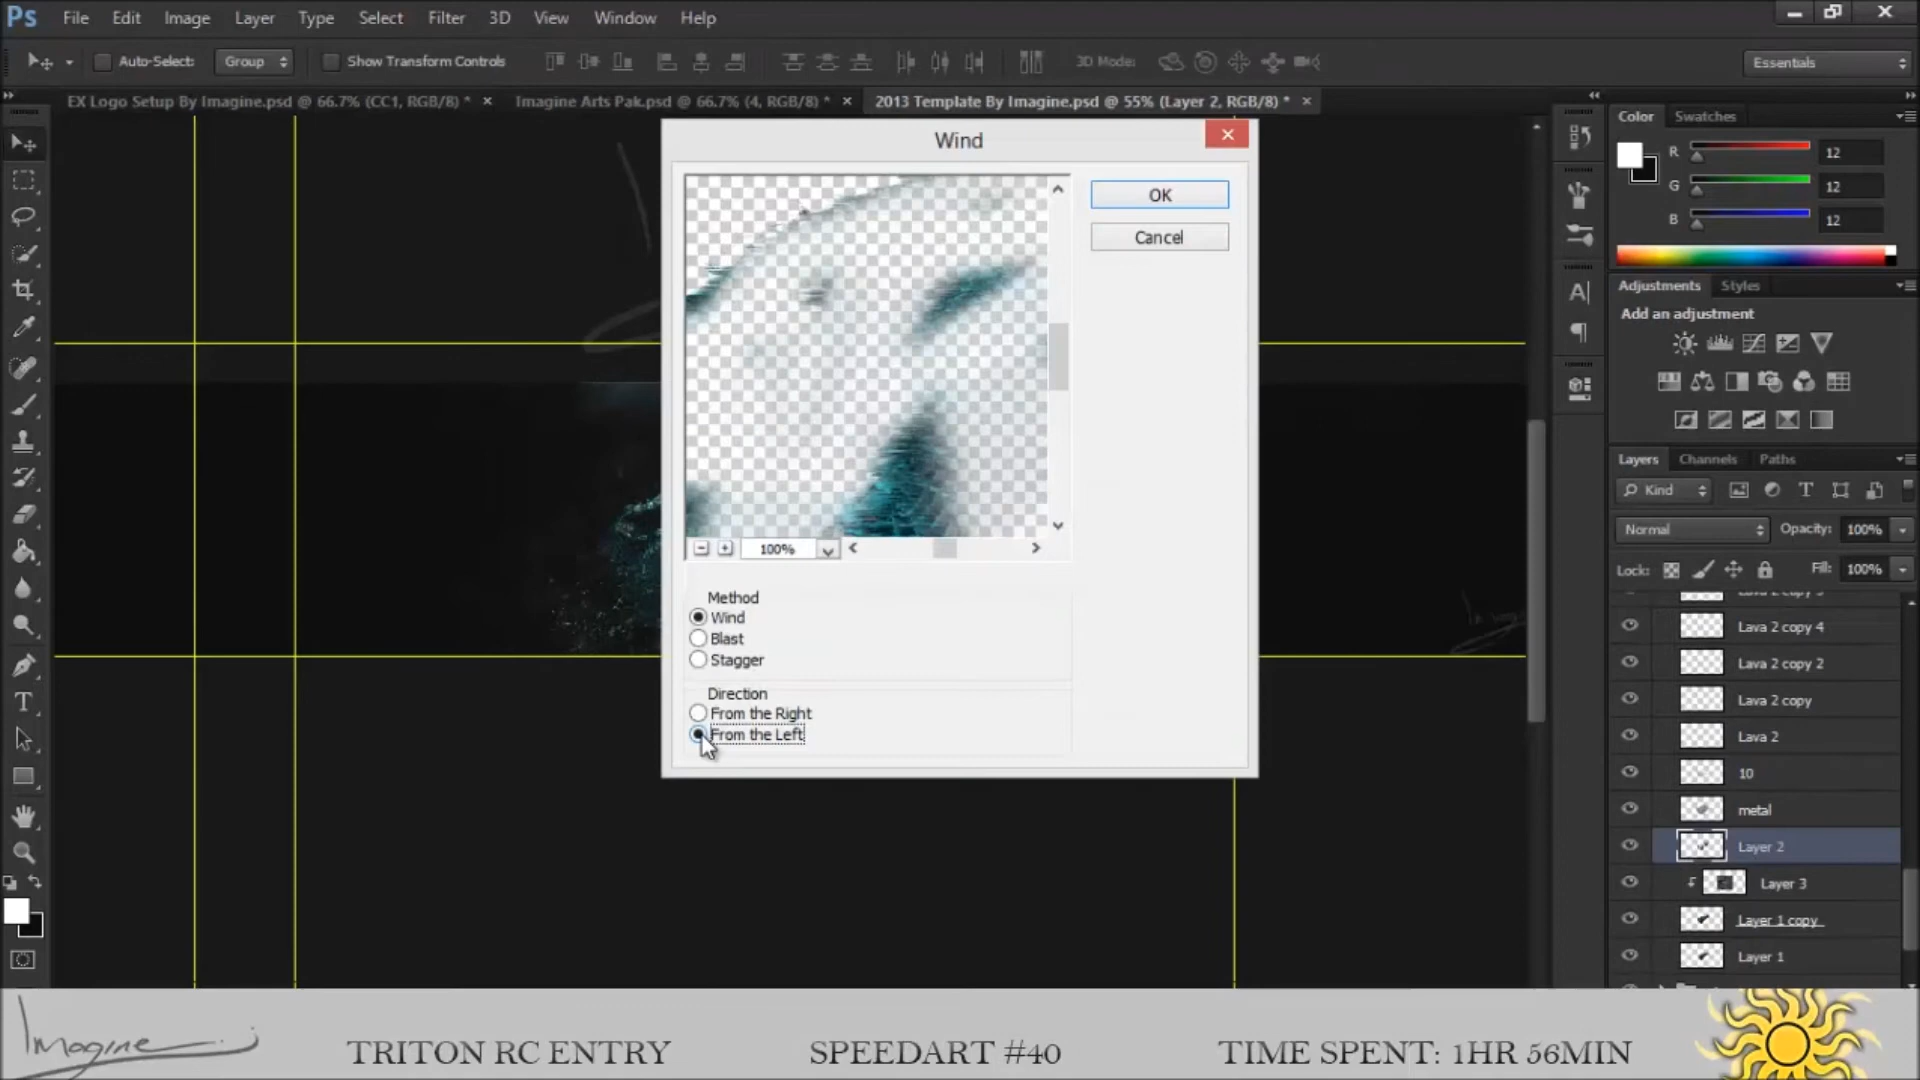 Ps File Edit Image Layer Type Select Filter 3D View Window Help
Auto-Select: Group Show Transform Controls 3D Mode: Essentials
EX Logo Setup By Imagine.psd @ 66.7% (CC1, RGB/8) * × Imagine Arts Pak.psd @ 66.7% (4, RGB/8) * × 2013 Template By Imagine.psd @ 55% (Layer 2, RGB/8) * ×
Wind
OK
Cancel
100%
Method
Wind
Blast
Stagger
Direction
From the Right
From the Left
Color Swatches
R 12
G 12
B 12
Adjustments Styles
Add an adjustment
Layers Channels Paths
Kind
Normal Opacity: 100%
Lock: Fill: 100%
Lava 2 copy 4
Lava 2 copy 2
Lava 2 copy
Lava 2
10
metal
Layer 2
Layer 3
Layer 1 copy
Layer 1
Imagine TRITON RC ENTRY SPEEDART #40 TIME SPENT: 1HR 56MIN